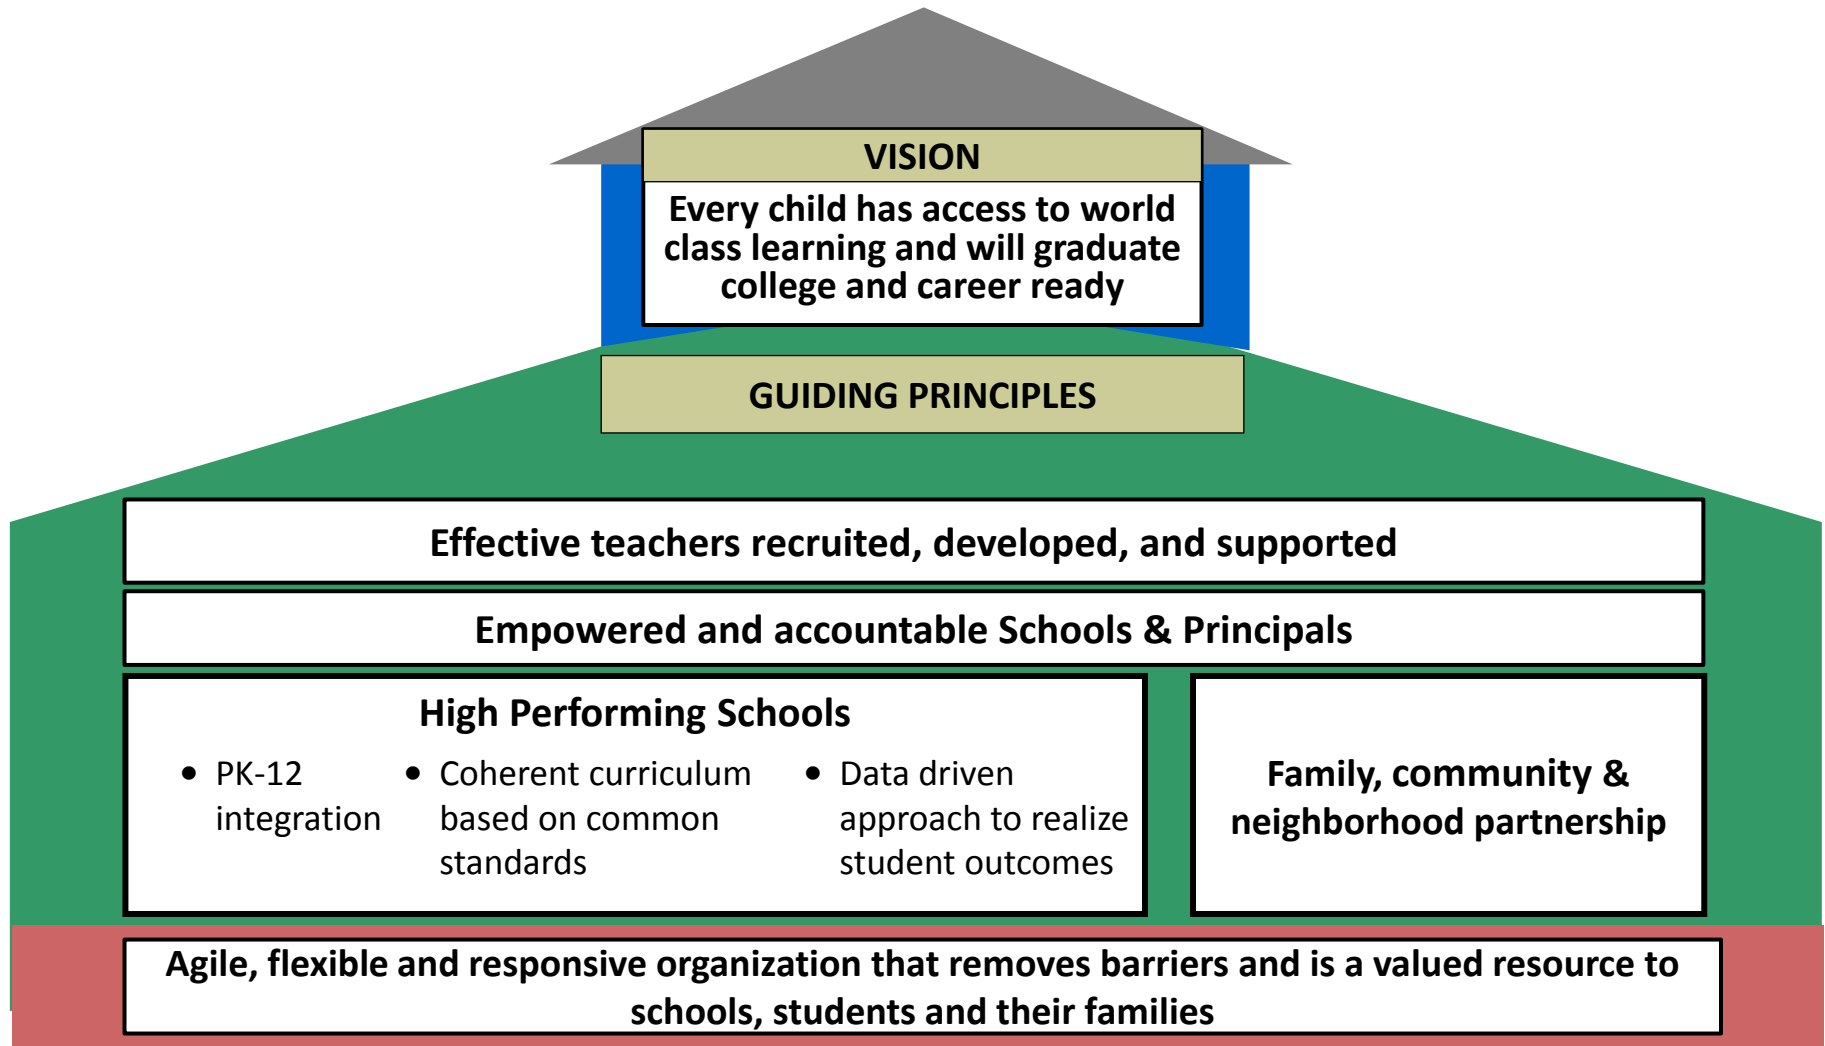 VISION
Every child has access to world
class learning and will graduate
college and career ready
GUIDING PRINCIPLES
Effective teachers recruited, developed, and supported
Empowered and accountable Schools & Principals
High Performing Schools
• PK-12
integration
• Coherent curriculum
based on common
standards
• Data driven
approach to realize
student outcomes
Family, community &
neighborhood partnership
Agile, flexible and responsive organization that removes barriers and is a valued resource to
schools, students and their families